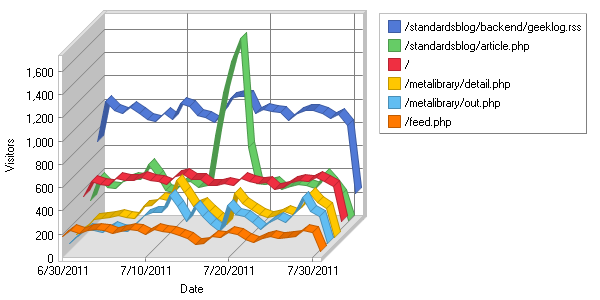 /standardsblog/backend/geeklog.rss
/standardsblog/article.php
/
/metalibrary/detail.php
/metalibrary/out.php
/feed.php
1,600
1,400
1,200
1,000
800
600
400
200
0
Visitors
6/30/2011 7/10/2011 7/20/2011 7/30/2011
Date